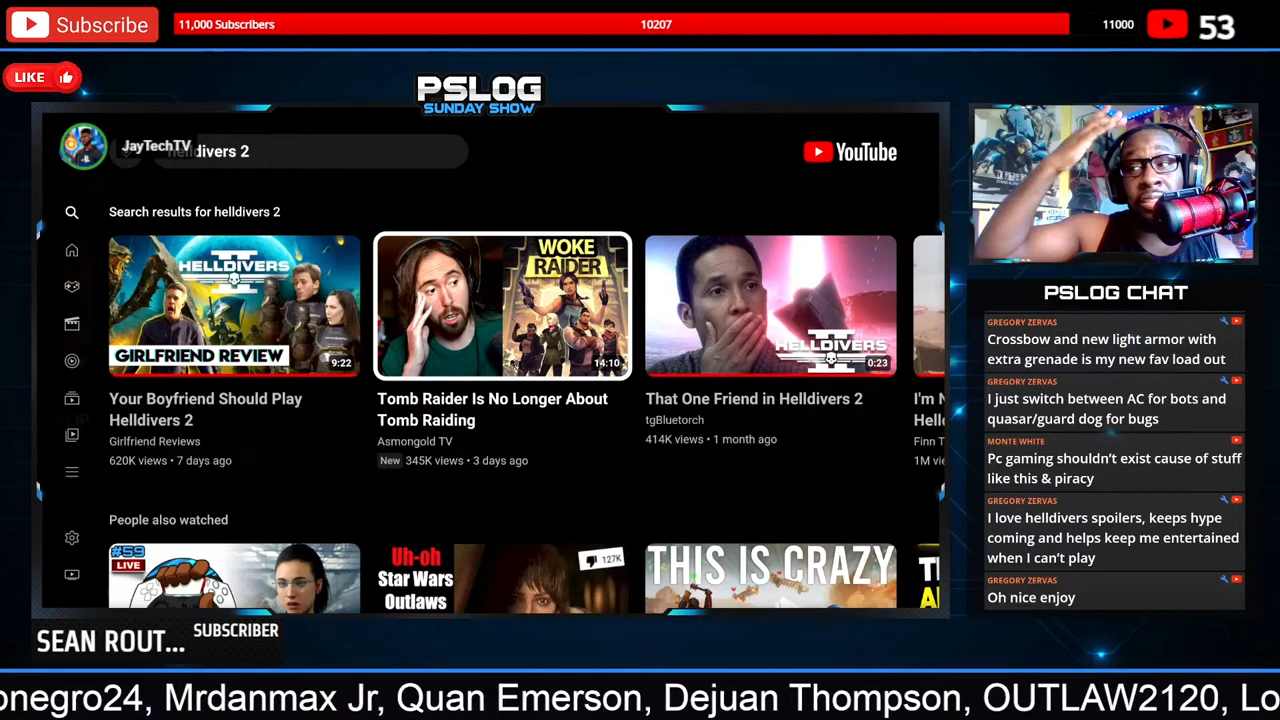 Subscribe
11,000 Subscribers
10207
11000
53
LIKE
PSLOG
SUNDAY SHOW
JayTechTV
helldivers 2
YouTube
Search results for helldivers 2
HELLDIVERS
II
GIRLFRIEND REVIEW
9:22
Your Boyfriend Should Play
Helldivers 2
Girlfriend Reviews
620K views • 7 days ago
WOKE
RAIDER
14:10
Tomb Raider Is No Longer About
Tomb Raiding
Asmongold TV
New 345K views • 3 days ago
HELLDIVERS
II
0:23
That One Friend in Helldivers 2
tgBluetorch
414K views • 1 month ago
I'm
Finn T
People also watched
#59
LIVE
Uh-oh
Star Wars
Outlaws
127K
THIS IS CRAZY
PSLOG CHAT
GREGORY ZERVAS
Crossbow and new light armor with
extra grenade is my new fav load out
GREGORY ZERVAS
I just switch between AC for bots and
quasar/guard dog for bugs
MONTE WHITE
Pc gaming shouldn't exist cause of stuff
like this & piracy
GREGORY ZERVAS
I love helldivers spoilers, keeps hype
coming and helps keep me entertained
when I can't play
GREGORY ZERVAS
Oh nice enjoy
SEAN ROUT...
SUBSCRIBER
onegro24, Mrdanmax Jr, Quan Emerson, Dejuan Thompson, OUTLAW2120, Lo